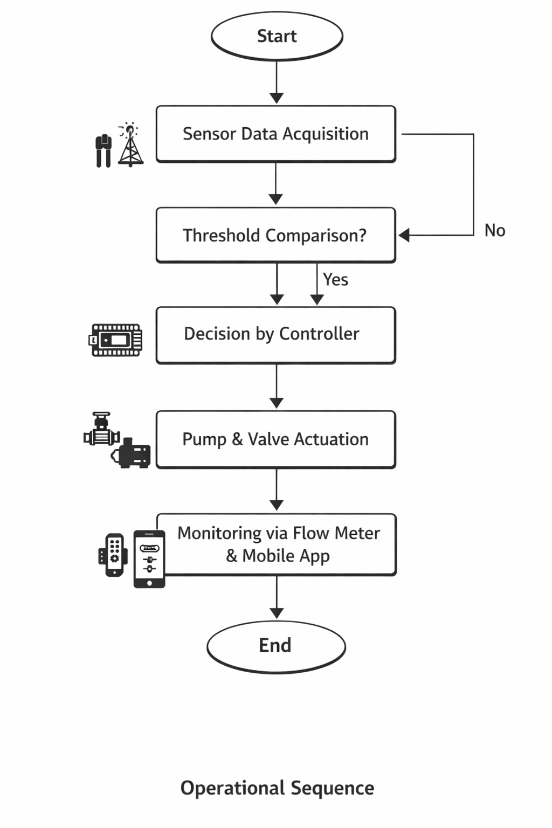 Start
Sensor Data Acquisition
Threshold Comparison?
No
Yes
Decision by Controller
Pump & Valve Actuation
Monitoring via Flow Meter
& Mobile App
End
Operational Sequence